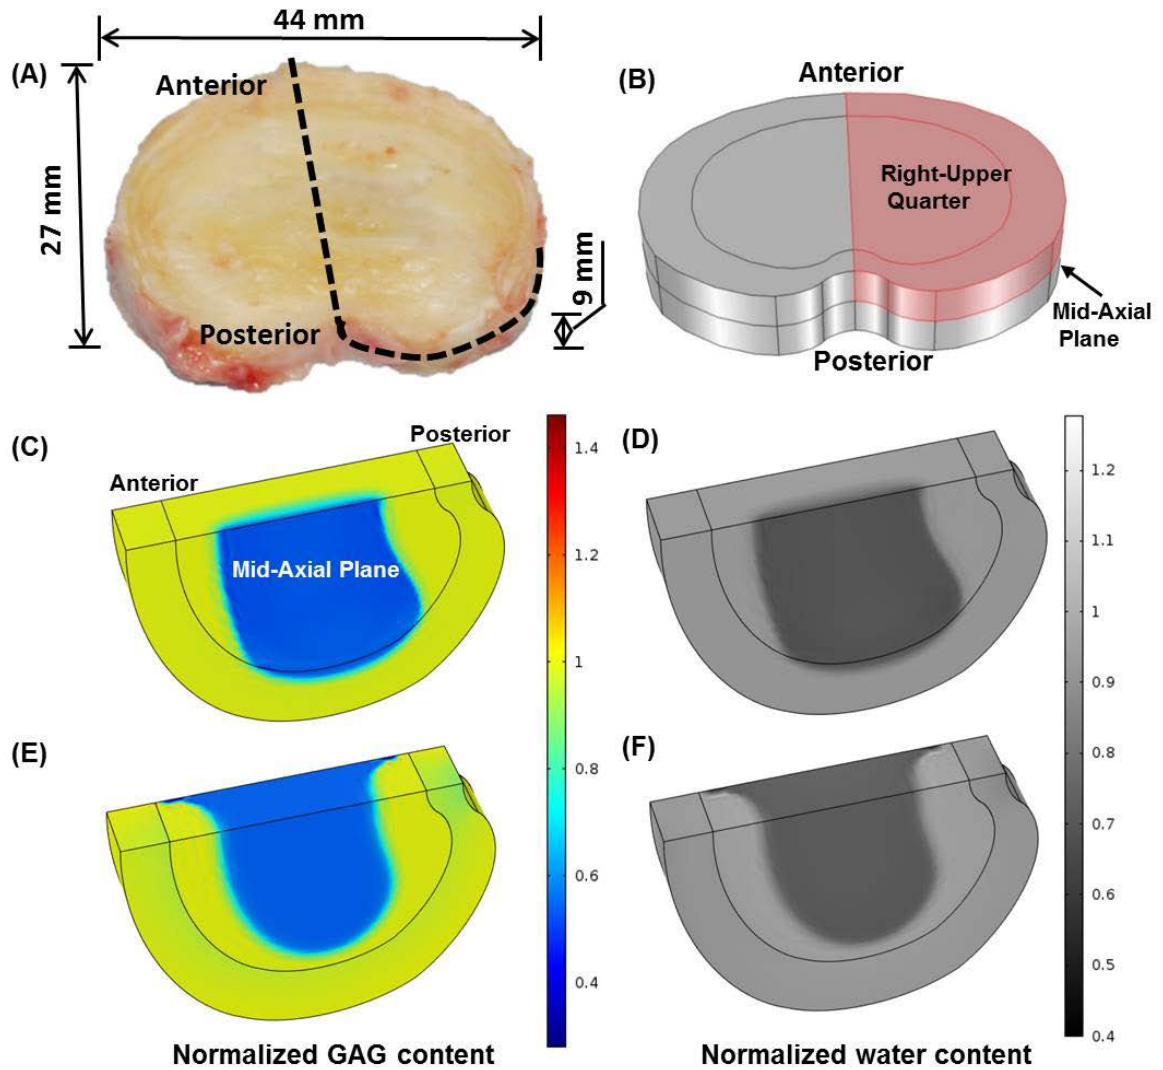 44 mm
(A)
Anterior
27 mm
Posterior
9 mm
(B)
Anterior
Right-Upper
Quarter
Mid-Axial
Plane
Posterior
(C)
Anterior
Posterior
Mid-Axial Plane
1.4
1.2
1
0.8
0.6
0.4
(D)
1.2
1.1
1
0.9
0.8
0.7
0.6
0.5
0.4
(E)
(F)
Normalized GAG content
Normalized water content